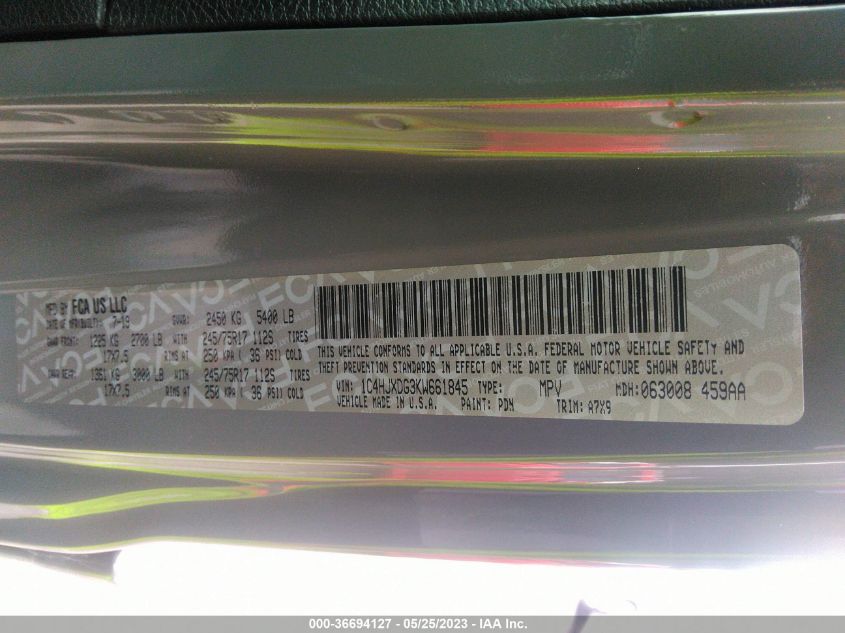 MFD BY FCA US LLC
DATE OF MFR/BUILT: 7-19 GVWR: 2450 KG 5400 LB
GAWR FRONT: 1225 KG 2700 LB WITH 245/75R17 112S TIRES
17X7.5 RIMS AT 250 KPA ( 36 PSI) COLD
GAWR REAR: 1361 KG 3000 LB WITH 245/75R17 112S TIRES
17X7.5 RIMS AT 250 KPA ( 36 PSI) COLD
THIS VEHICLE CONFORMS TO ALL APPLICABLE U.S.A. FEDERAL MOTOR VEHICLE SAFETY AND
THEFT PREVENTION STANDARDS IN EFFECT ON THE DATE OF MANUFACTURE SHOWN ABOVE.
VIN: 1C4HJXDG3KW661845 TYPE: MPV MDH: 063008 459AA
VEHICLE MADE IN U.S.A. PAINT: PDN TRIM: A7X9
000-36694127 - 05/25/2023 - IAA Inc.